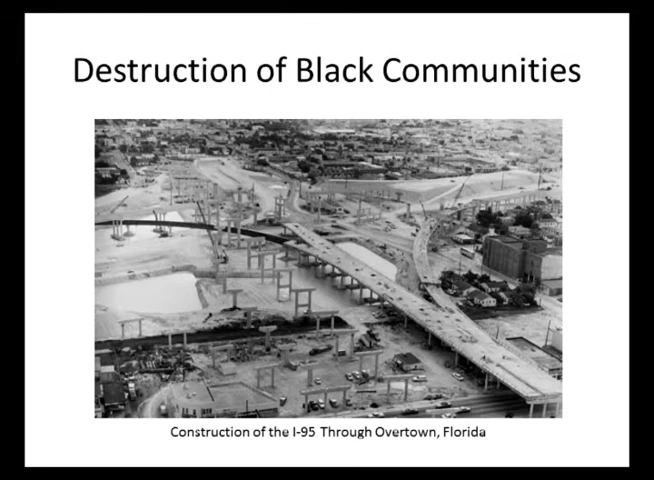 Destruction of Black Communities
Construction of the I-95 Through Overtown, Florida